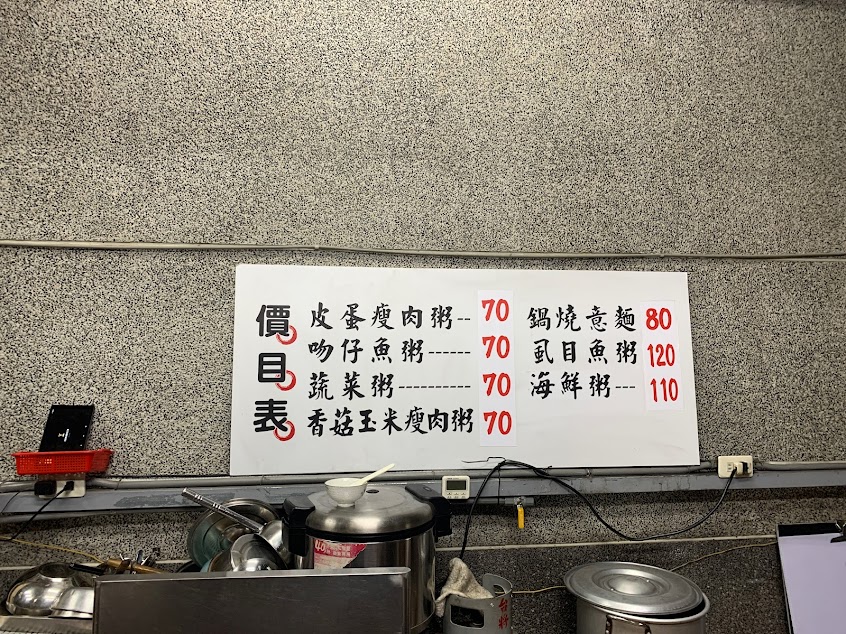 價目表
皮蛋瘦肉粥-- 70
吻仔魚粥------ 70
蔬菜粥---------- 70
香菇玉米瘦肉粥 70
鍋燒意麵 80
虱目魚粥 120
海鮮粥--- 110